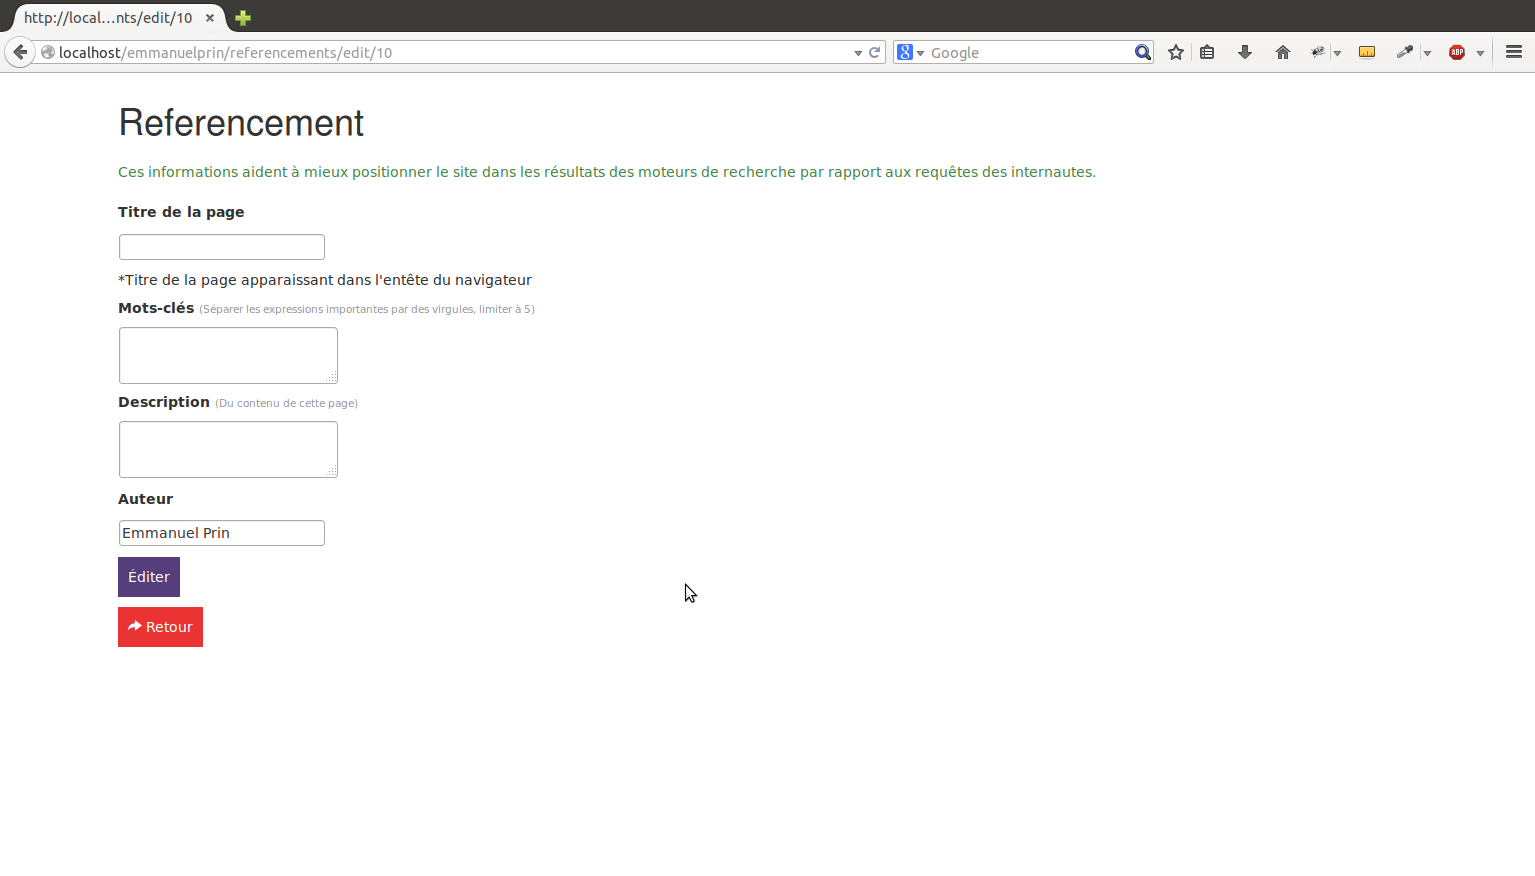 http://local...nts/edit/10
localhost/emmanuelprin/referencements/edit/10
Google
ABP
Referencement
Ces informations aident à mieux positionner le site dans les résultats des moteurs de recherche par rapport aux requêtes des internautes.
Titre de la page
*Titre de la page apparaissant dans l'entête du navigateur
Mots-clés (Séparer les expressions importantes par des virgules, limiter à 5)
Description (Du contenu de cette page)
Auteur
Emmanuel Prin
Éditer
Retour